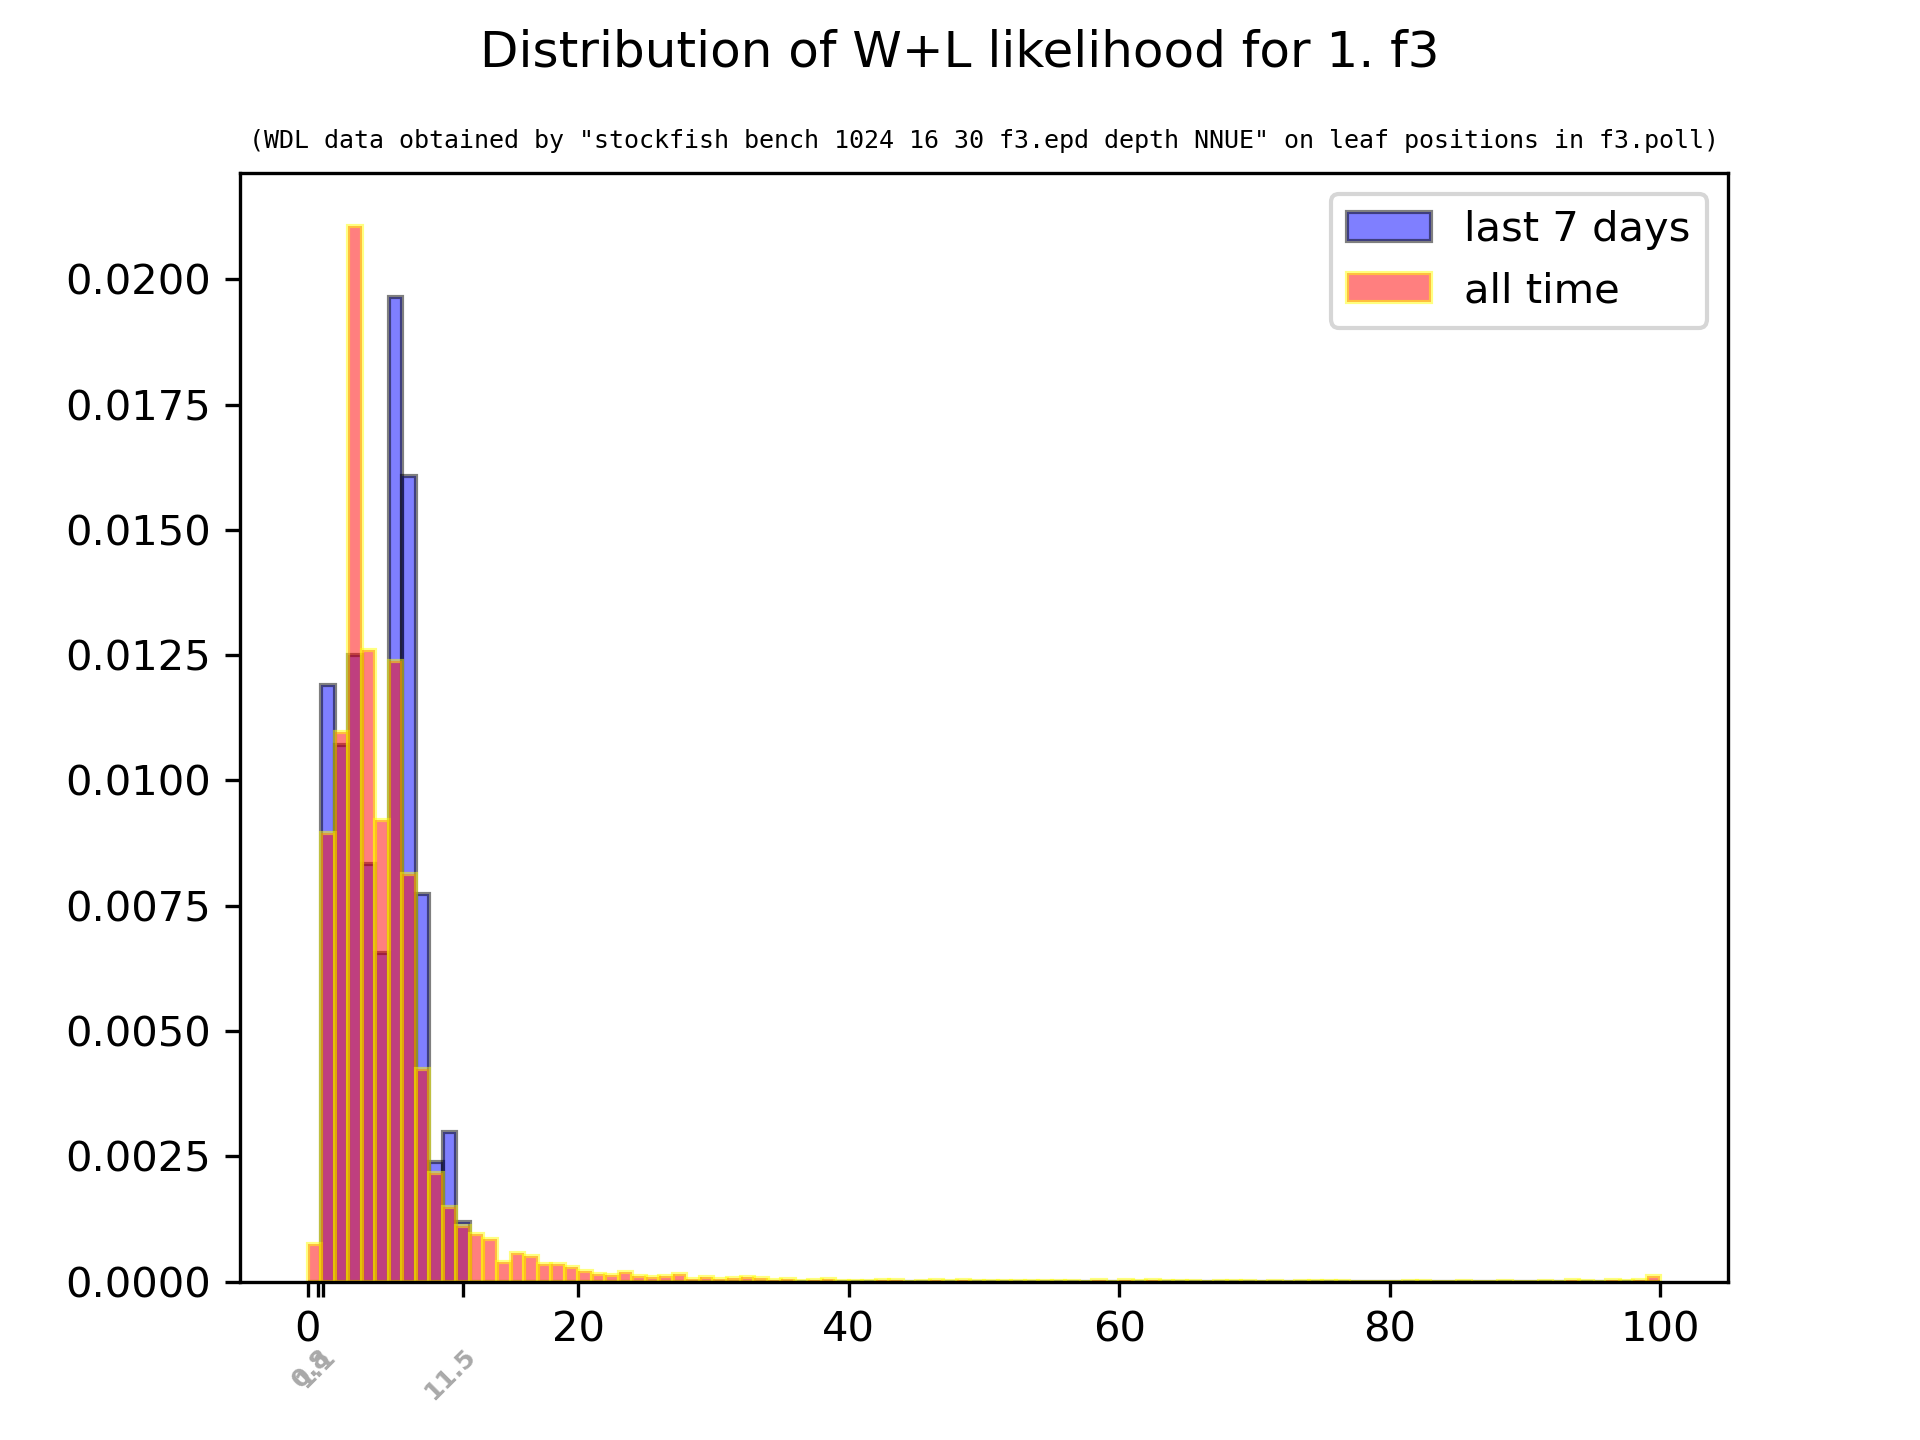 Distribution of W+L likelihood for 1. f3
(WDL data obtained by "stockfish bench 1024 16 30 f3.epd depth NNUE" on leaf positions in f3.poll)
last 7 days
all time
0.0200
0.0175
0.0150
0.0125
0.0100
0.0075
0.0050
0.0025
0.0000
0 20 40 60 80 100
11.5